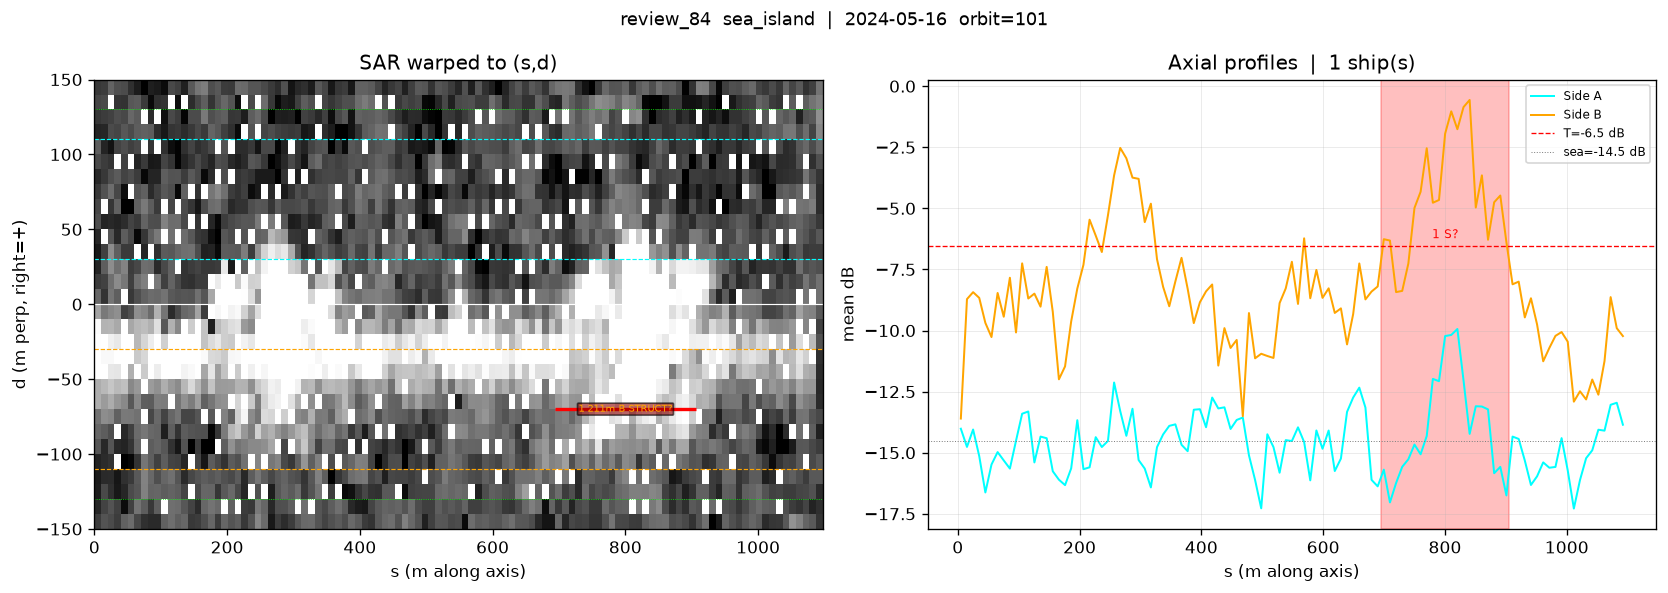 review_84  sea_island  |  2024-05-16  orbit=101
SAR warped to (s,d)
d (m perp, right=+)
150
100
50
0
−50
−100
−150
1 211m B STRUCT?
0
200
400
600
800
1000
s (m along axis)
Axial profiles  |  1 ship(s)
mean dB
0.0
−2.5
−5.0
−7.5
−10.0
−12.5
−15.0
−17.5
Side A
Side B
T=-6.5 dB
sea=-14.5 dB
1 S?
0
200
400
600
800
1000
s (m along axis)